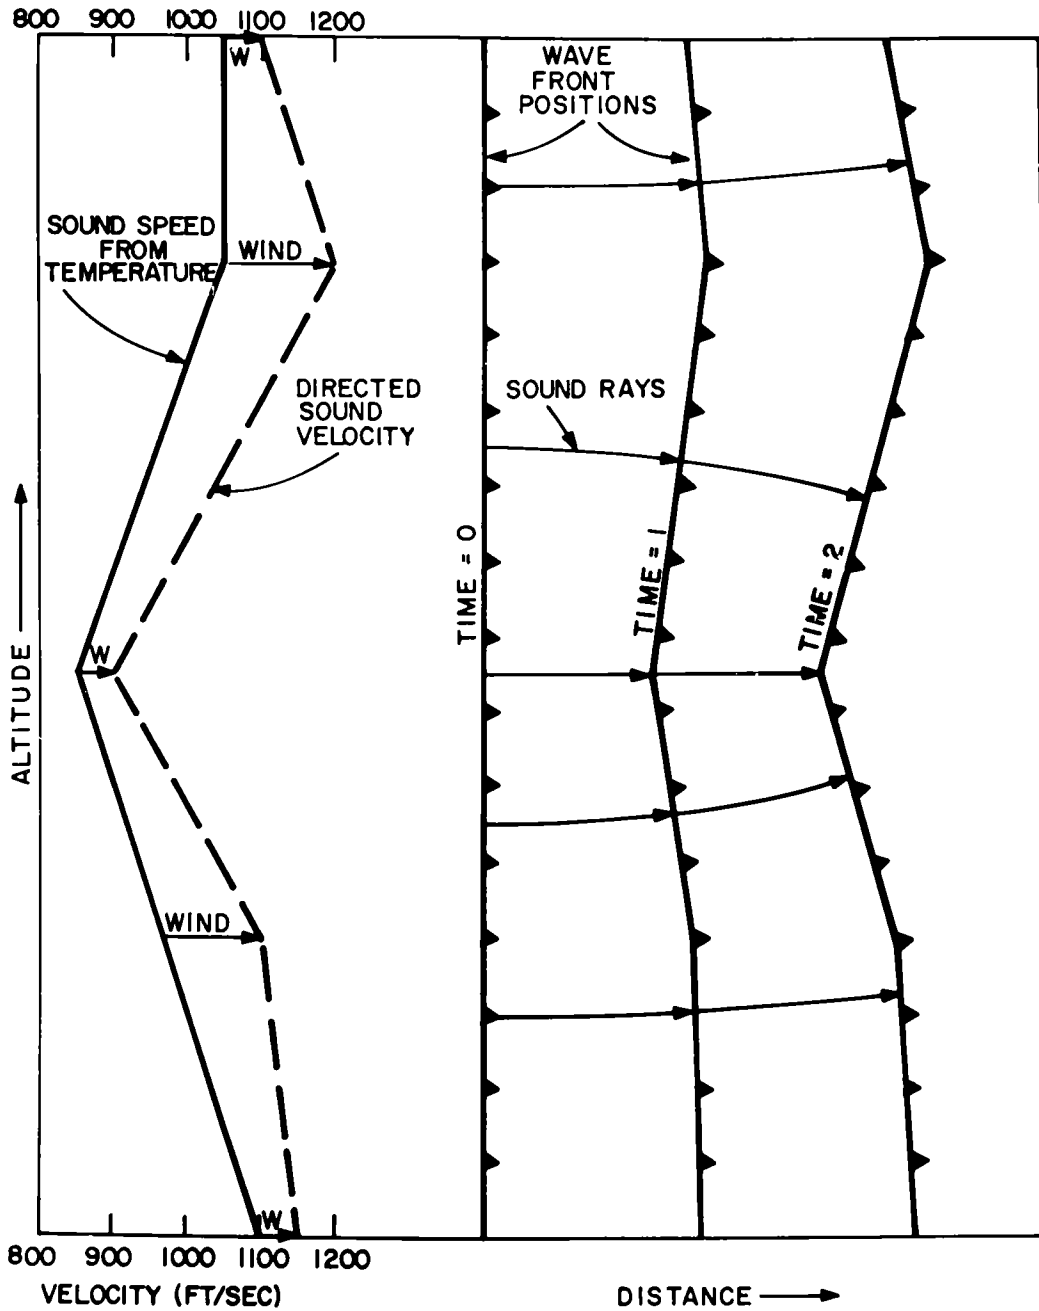 800 900 1000 1100 1200
W
WAVE
FRONT
POSITIONS
SOUND SPEED
FROM
TEMPERATURE
WIND
DIRECTED
SOUND
VELOCITY
SOUND RAYS
ALTITUDE
TIME = 0
TIME = 1
TIME = 2
W
WIND
W
800 900 1000 1100 1200
VELOCITY (FT/SEC)
DISTANCE